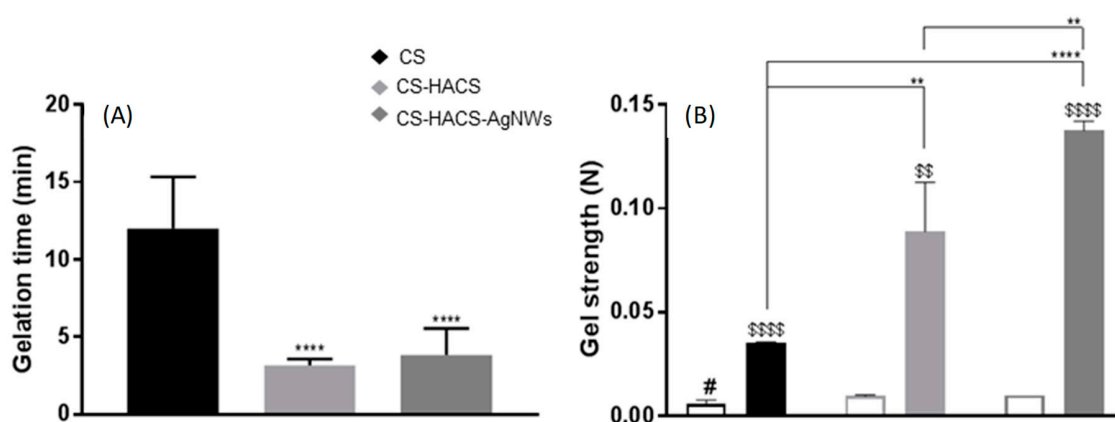 CS
CS-HACS
CS-HACS-AgNWs
(A)
Gelation time (min)
20
15
10
5
0
****
****
(B)
Gel strength (N)
0.15
0.10
0.05
0.00
**
****
**
$$$$
$$
$$$$
#